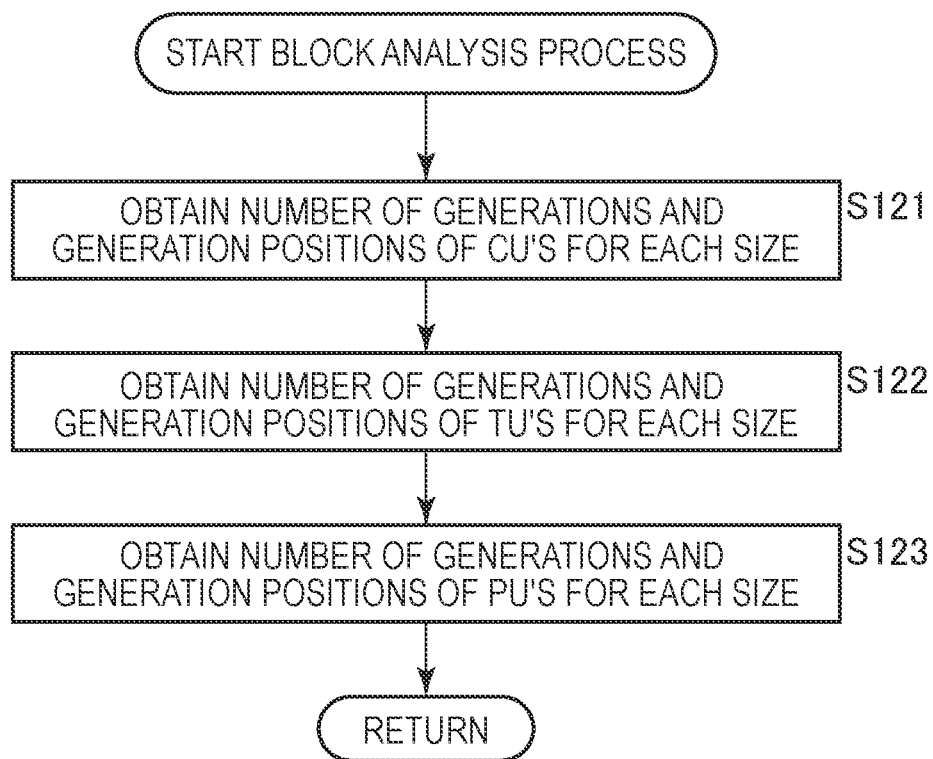 START BLOCK ANALYSIS PROCESS
OBTAIN NUMBER OF GENERATIONS AND
GENERATION POSITIONS OF CU'S FOR EACH SIZE
S121
OBTAIN NUMBER OF GENERATIONS AND
GENERATION POSITIONS OF TU'S FOR EACH SIZE
S122
OBTAIN NUMBER OF GENERATIONS AND
GENERATION POSITIONS OF PU'S FOR EACH SIZE
S123
RETURN